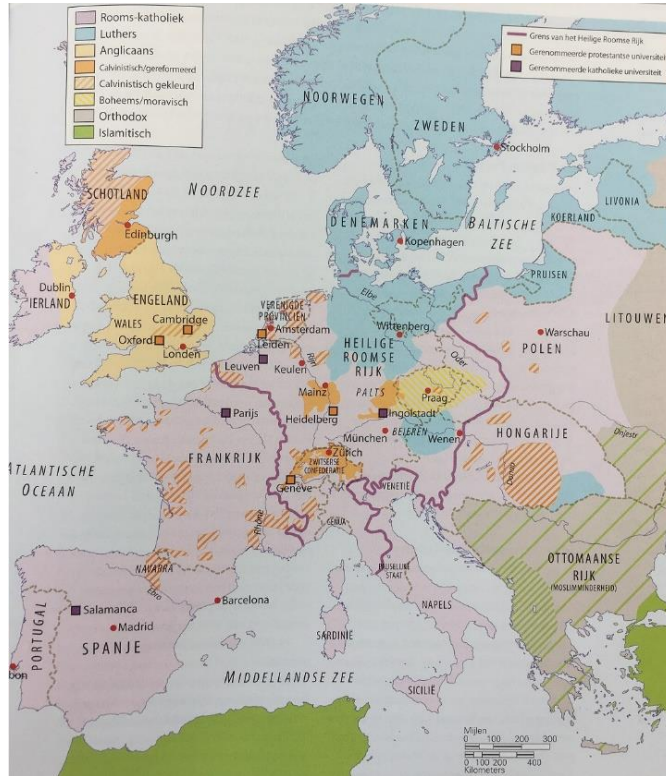 Rooms-katholiek
Luthers
Anglicaans
Calvinistisch/gereformeerd
Calvinistisch gekleurd
Boheems/moravisch
Orthodox
Islamitisch
Grens van het Heilige Roomse Rijk
Gerenommeerde protestantse universiteit
Gerenommeerde katholieke universiteit
NOORWEGEN
ZWEDEN
Stockholm
SCHOTLAND
NOORDZEE
LIVONIA
KOERLAND
DENEMARKEN
BALTISCHE
ZEE
Edinburgh
Kopenhagen
PRUISEN
Dublin
IERLAND
ENGELAND
WALES
Cambridge
Oxford
Londen
VERENIGDE
PROVINCIËN
Amsterdam
Leiden
Elbe
Wittenberg
HEILIGE
ROOMSE
RIJK
Oder
Warschau
POLEN
LITOUWEN
Leuven
Keulen
Rijn
Mainz
PALTS
Praag
Parijs
Heidelberg
Ingolstadt
BEIEREN
München
Wenen
HONGARIJE
Dnjestr
Donau
FRANKRIJK
Zürich
ZWITSERSE
CONFEDERATIE
Genève
ATLANTISCHE
OCEAAN
VENETIË
GENUA
Rhône
PAUSELIJKE
STAAT
OTTOMAANSE
RIJK
(MOSLIMMINDERHEID)
NAVARRA
Ebro
Barcelona
Salamanca
Madrid
PORTUGAL
SPANJE
NAPELS
SARDINIË
SICILIË
MIDDELLANDSE ZEE
bon
Mijlen
0 100 200 300
0 200 400
Kilometers